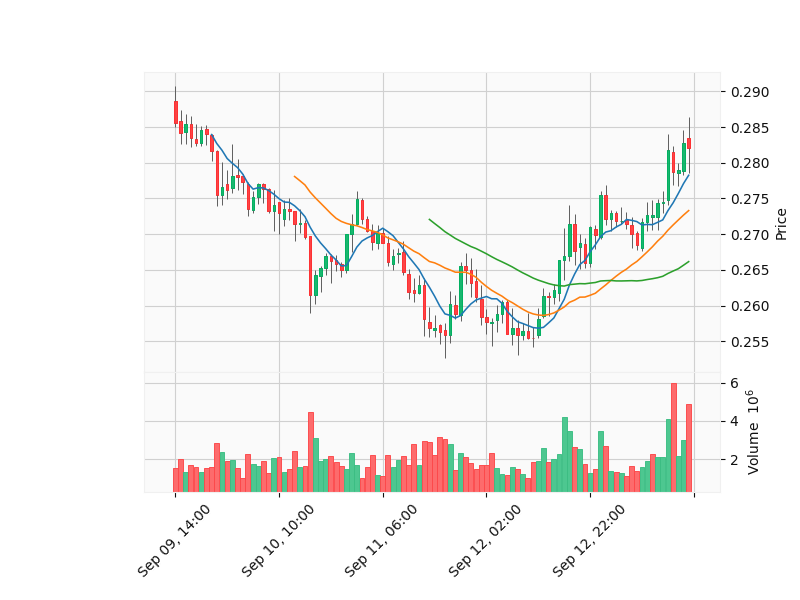 0.290
0.285
0.280
0.275
0.270
0.265
0.260
0.255
Price
6
4
2
Volume 10^6
Sep 09, 14:00
Sep 10, 10:00
Sep 11, 06:00
Sep 12, 02:00
Sep 12, 22:00